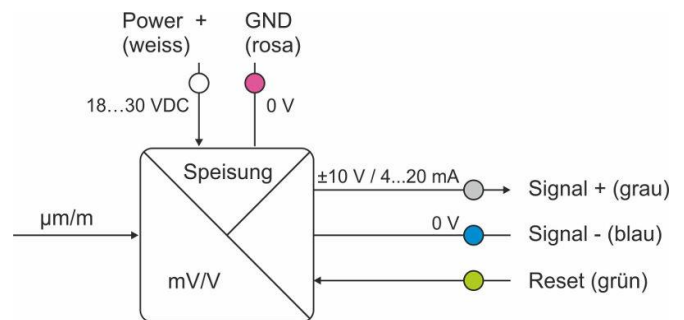 Power +
(weiss)
GND
(rosa)
18...30 VDC
0 V
Speisung
±10 V / 4...20 mA
Signal + (grau)
µm/m
0 V
Signal - (blau)
mV/V
Reset (grün)